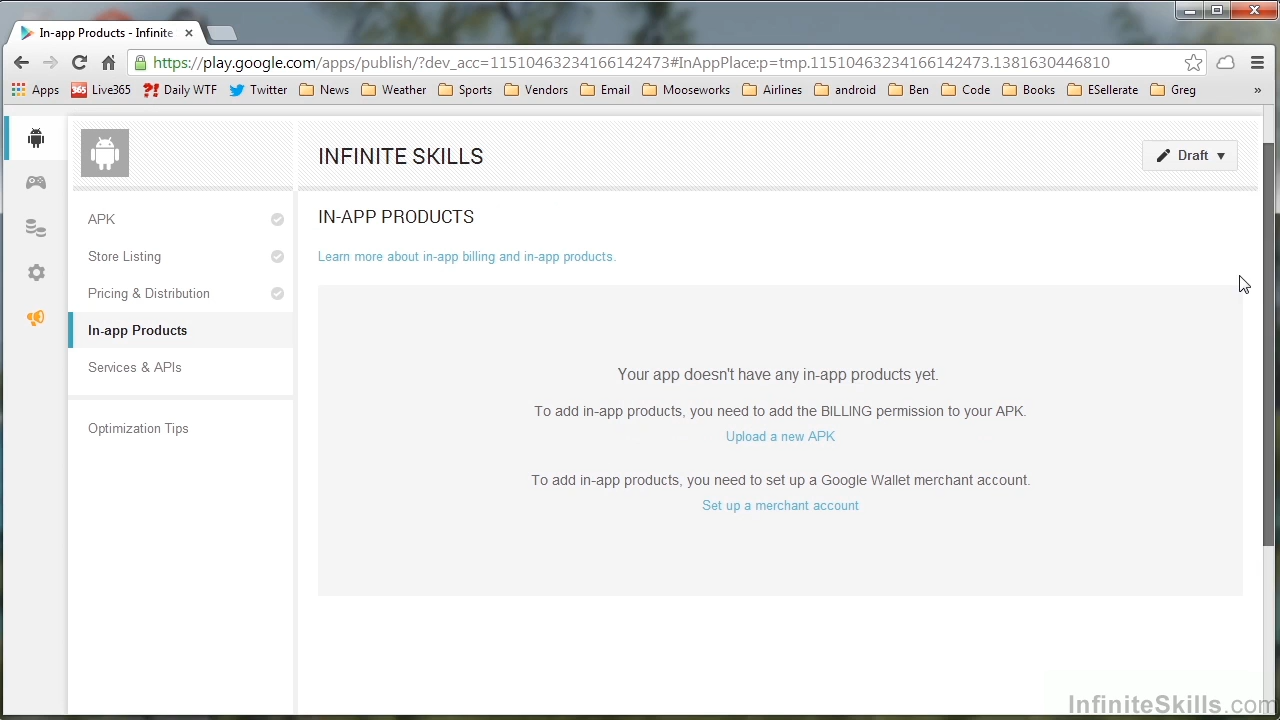 In-app Products - Infinite
https://play.google.com/apps/publish/?dev_acc=11510463234166142473#InAppPlace:p=tmp.11510463234166142473.1381630446810
Apps 365 Live365 ?! Daily WTF Twitter News Weather Sports Vendors Email Mooseworks Airlines android Ben Code Books ESellerate Greg »
INFINITE SKILLS
Draft
APK
Store Listing
Pricing & Distribution
In-app Products
Services & APIs
Optimization Tips
IN-APP PRODUCTS
Learn more about in-app billing and in-app products.
Your app doesn't have any in-app products yet.
To add in-app products, you need to add the BILLING permission to your APK.
Upload a new APK
To add in-app products, you need to set up a Google Wallet merchant account.
Set up a merchant account
InfiniteSkills.com